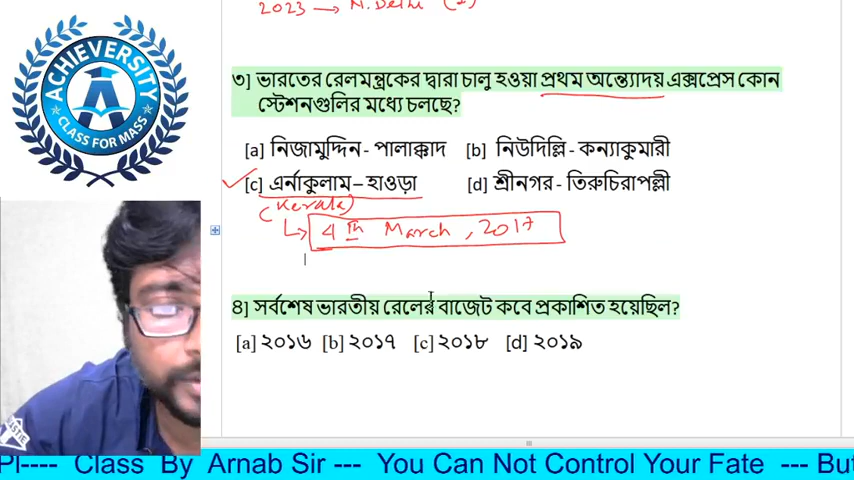 2023 → N. Delhi (I)
ACHIEVERSITY
CLASS FOR MASS
৩] ভারতের রেলমন্ত্রকের দ্বারা চালু হওয়া প্রথম অন্ত্যোদয় এক্সপ্রেস কোন
স্টেশনগুলির মধ্যে চলছে?
[a] নিজামুদ্দিন - পালাক্কাদ [b] নিউদিল্লি - কন্যাকুমারী
[c] এর্নাকুলাম – হাওড়া [d] শ্রীনগর - তিরুচিরাপল্লী
(Kerala)
↳ 4th March, 2017
৪] সর্বশেষ ভারতীয় রেলের বাজেট কবে প্রকাশিত হয়েছিল?
[a] ২০১৬ [b] ২০১৭ [c] ২০১৮ [d] ২০১৯
Pl---- Class By Arnab Sir --- You Can Not Control Your Fate --- But